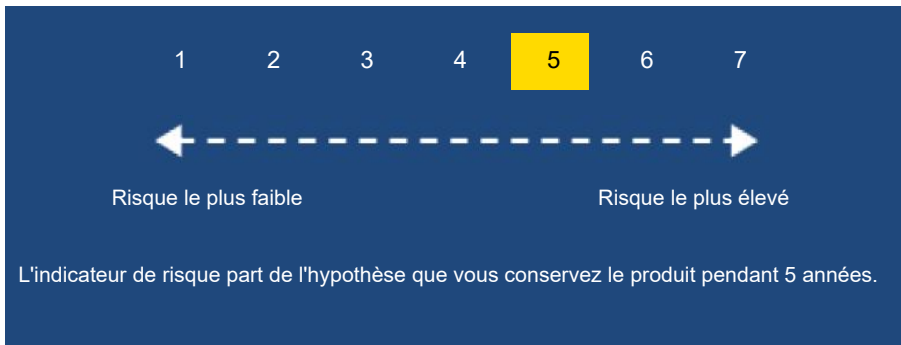 1 2 3 4 5 6 7
Risque le plus faible Risque le plus élevé
L'indicateur de risque part de l'hypothèse que vous conservez le produit pendant 5 années.